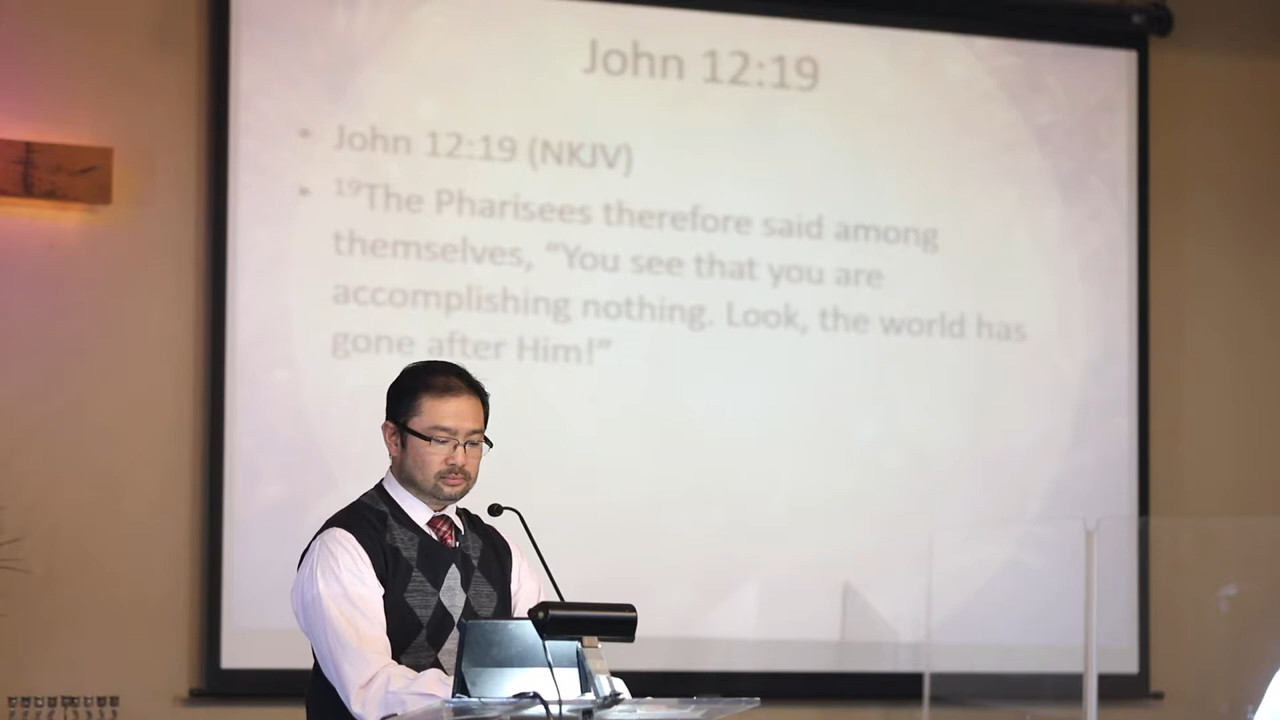 John 12:19
• John 12:19 (NKJV)
• ¹⁹The Pharisees therefore said among
themselves, “You see that you are
accomplishing nothing. Look, the world has
gone after Him!”